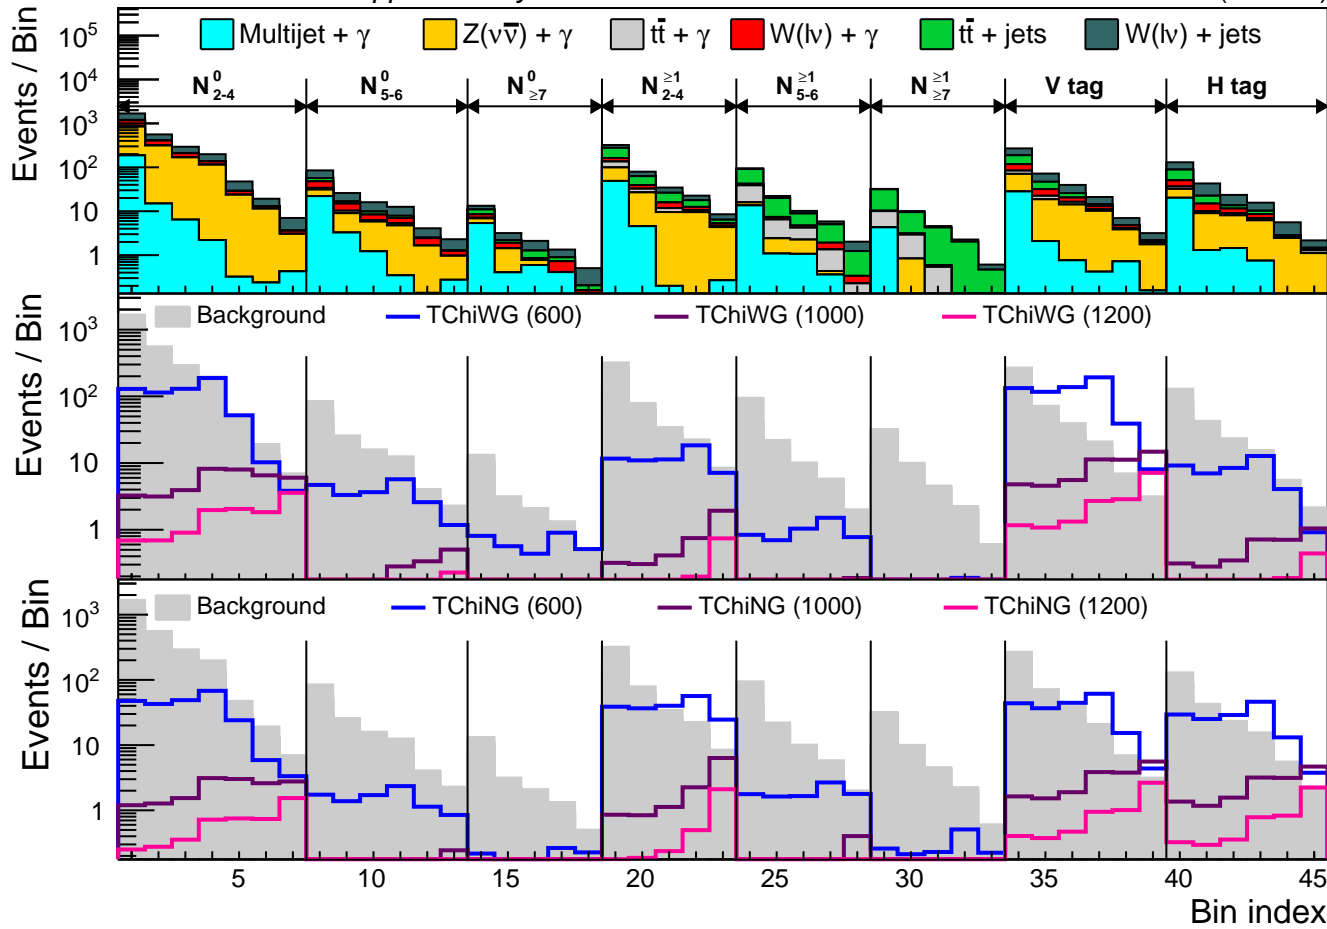 Multijet + γ Z(νν̅) + γ tt̅ + γ W(lν) + γ tt̅ + jets W(lν) + jets
N⁰₂₋₄ N⁰₅₋₆ N⁰≥₇ N≥¹₂₋₄ N≥¹₅₋₆ N≥¹≥₇ V tag H tag
Events / Bin
10⁵
10⁴
10³
10²
10
1
Background TChiWG (600) TChiWG (1000) TChiWG (1200)
Events / Bin
10³
10²
10
1
Background TChiNG (600) TChiNG (1000) TChiNG (1200)
Events / Bin
10³
10²
10
1
5 10 15 20 25 30 35 40 45
Bin index